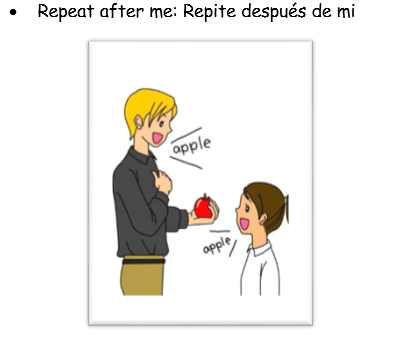 • Repeat after me: Repite después de mi
apple
apple